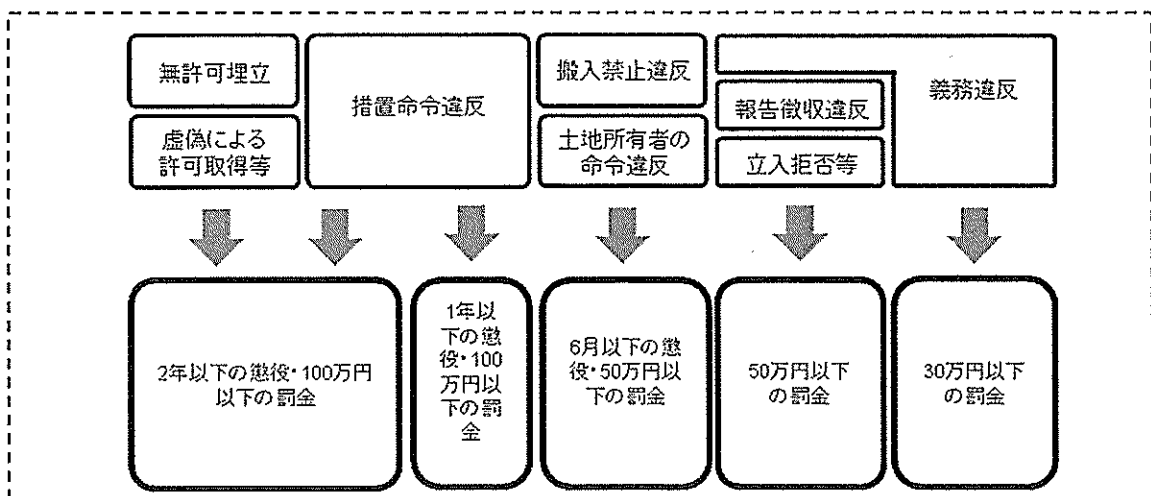 無許可埋立
虚偽による
許可取得等
措置命令違反
搬入禁止違反
土地所有者の
命令違反
報告徴収違反
立入拒否等
義務違反
2年以下の懲役・100万円
以下の罰金
1年以
下の懲
役・100
万円以
下の罰
金
6月以下の懲
役・50万円以
下の罰金
50万円以下
の罰金
30万円以下
の罰金